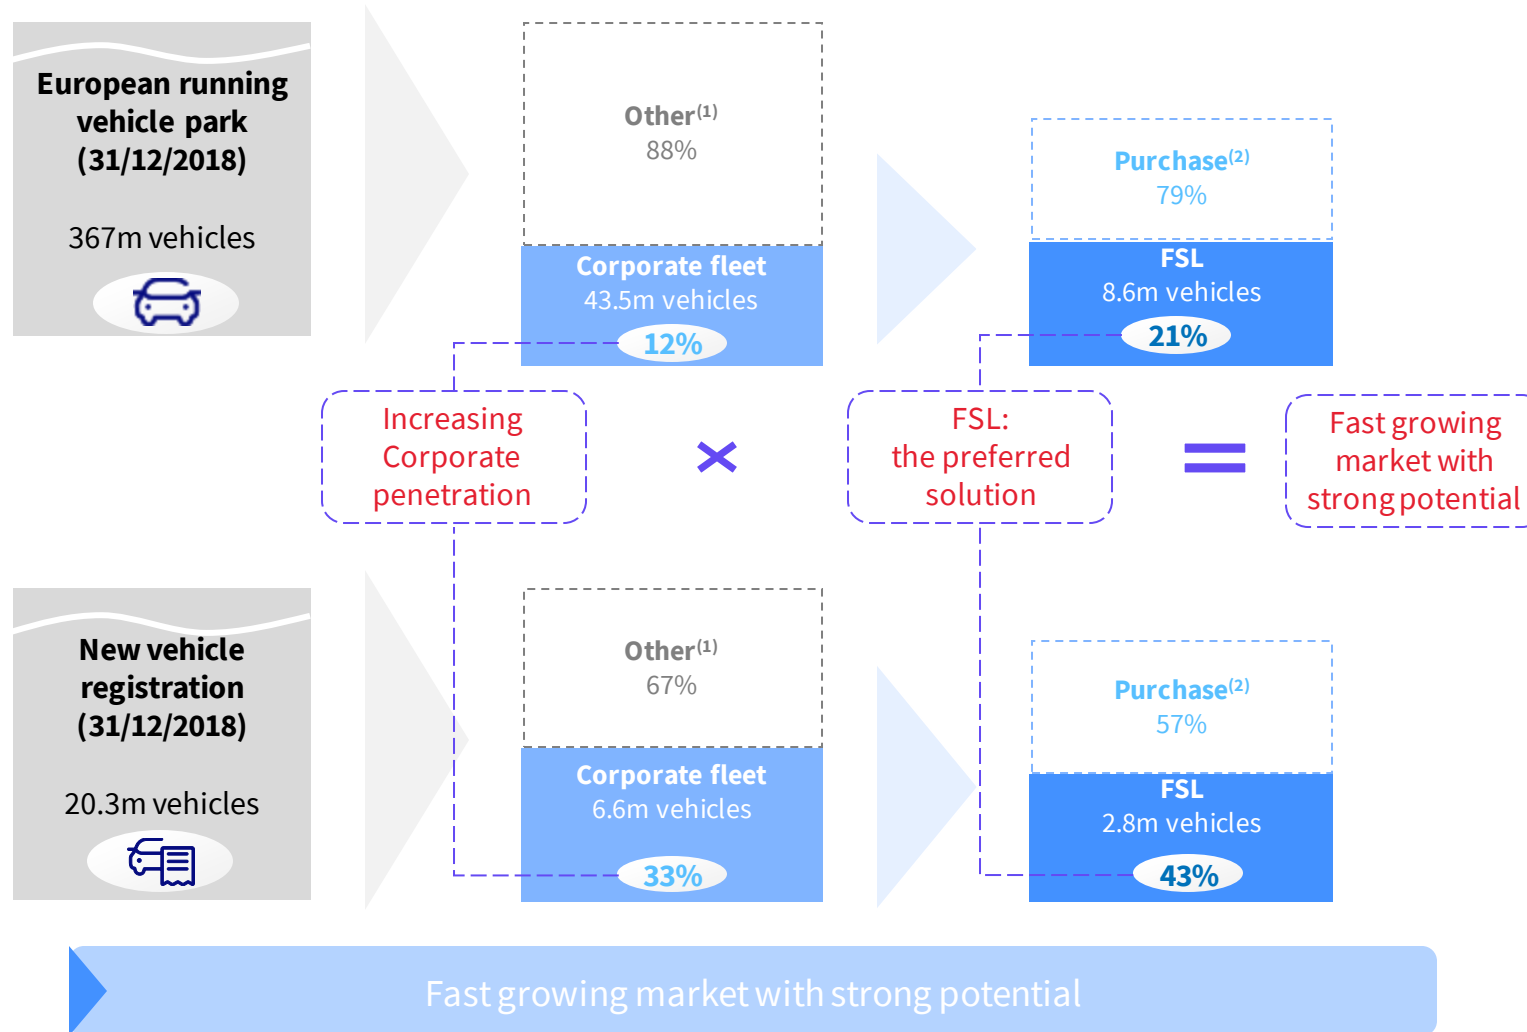 European running
vehicle park
(31/12/2018)
367m vehicles
Other(1)
88%
Corporate fleet
43.5m vehicles
12%
Purchase(2)
79%
FSL
8.6m vehicles
21%
Increasing
Corporate
penetration
×
FSL:
the preferred
solution
=
Fast growing
market with
strong potential
New vehicle
registration
(31/12/2018)
20.3m vehicles
Other(1)
67%
Corporate fleet
6.6m vehicles
33%
Purchase(2)
57%
FSL
2.8m vehicles
43%
Fast growing market with strong potential